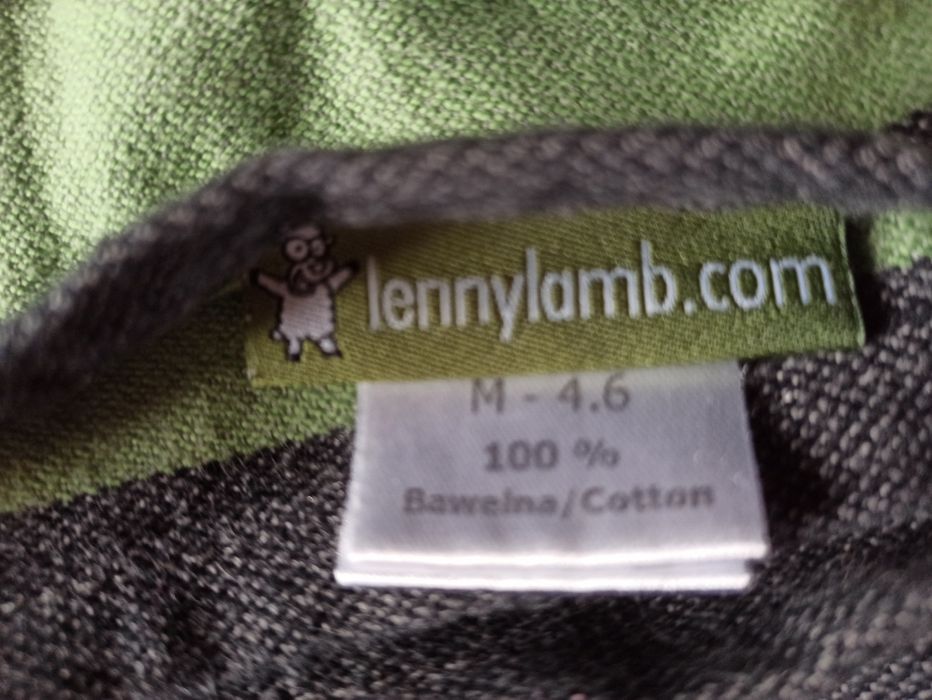 lennylamb.com
M - 4.6
100 %
Bawełna/Cotton